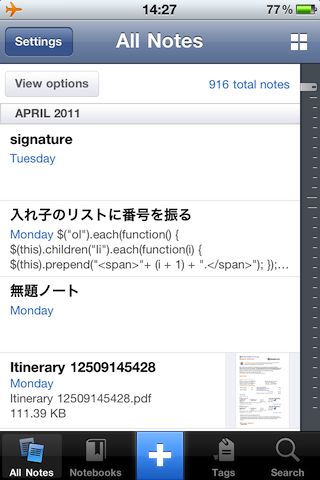 14:27
77 %
Settings
All Notes
View options
916 total notes
APRIL 2011
signature
Tuesday
入れ子のリストに番号を振る
Monday $("ol").each(function() {
$(this).children("li").each(function(i) {
$(this).prepend("<span>"+ (i + 1) + ".</span>"); });...
無題ノート
Monday
Itinerary 12509145428
Monday
Itinerary 12509145428.pdf
111.39 KB
All Notes
Notebooks
Tags
Search